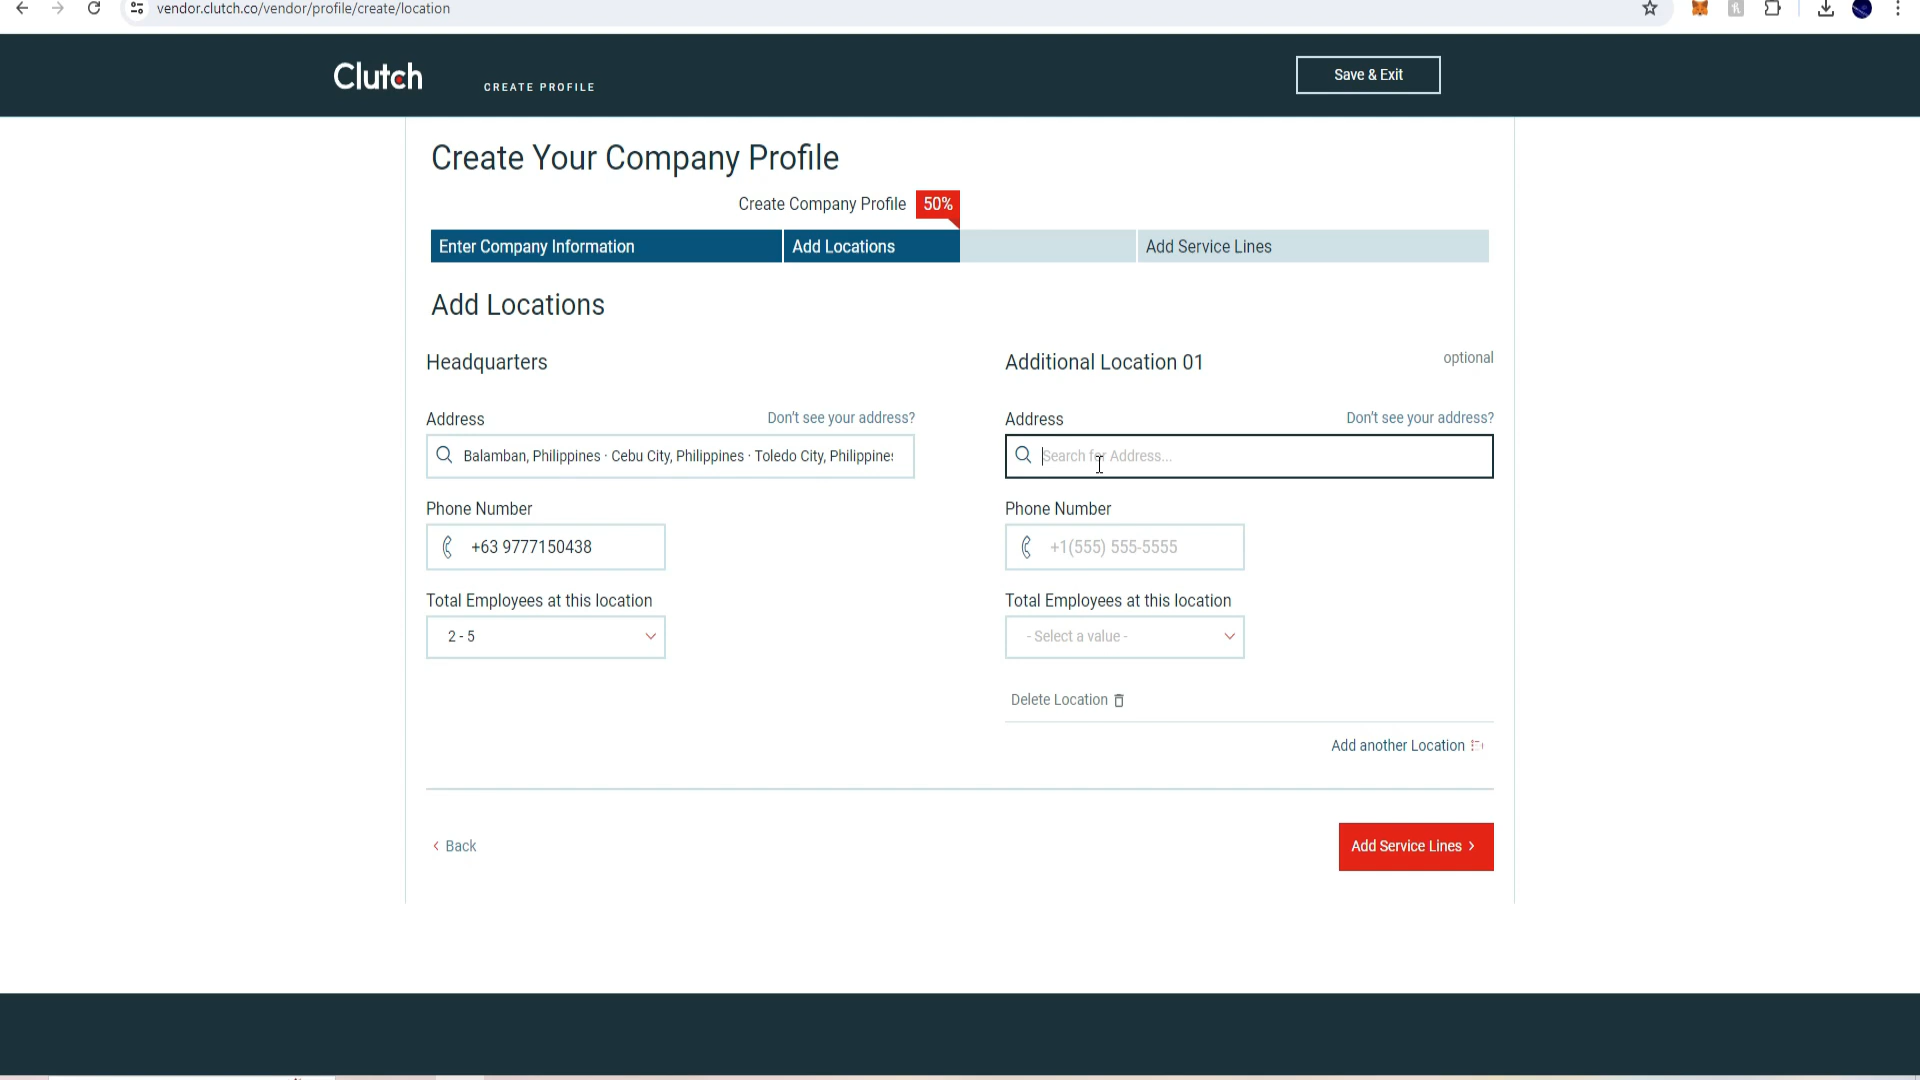 vendor.clutch.co/vendor/profile/create/location
Clutch
CREATE PROFILE
Save & Exit
Create Your Company Profile
Create Company Profile 50%
Enter Company Information
Add Locations
Add Service Lines
Add Locations
Headquarters
Additional Location 01
optional
Address
Don't see your address?
Address
Don't see your address?
Balamban, Philippines · Cebu City, Philippines · Toledo City, Philippines
Search for Address...
Phone Number
Phone Number
+63 9777150438
+1(555) 555-5555
Total Employees at this location
Total Employees at this location
2 - 5
- Select a value -
Delete Location
Add another Location
Back
Add Service Lines